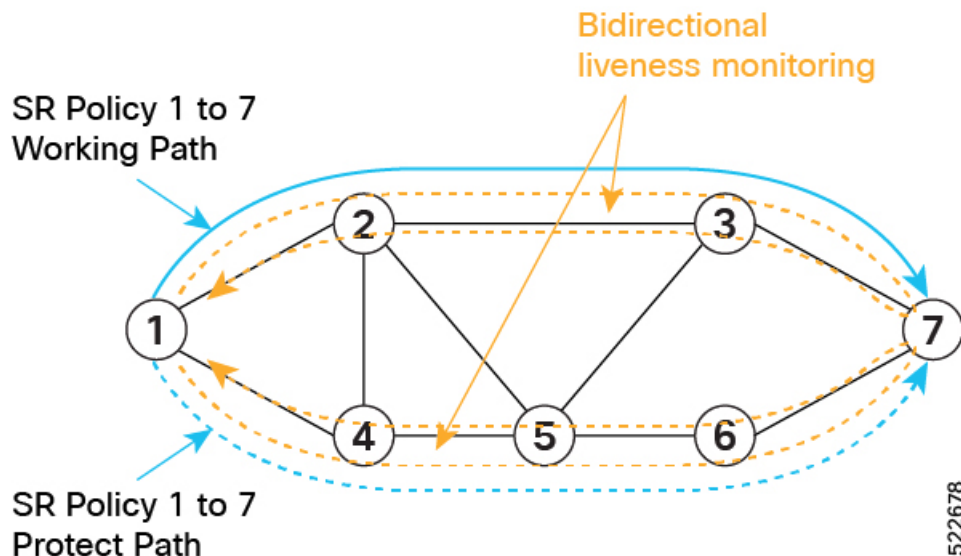 Bidirectional
liveness monitoring
SR Policy 1 to 7
Working Path
2
3
1
7
4
5
6
SR Policy 1 to 7
Protect Path
522678